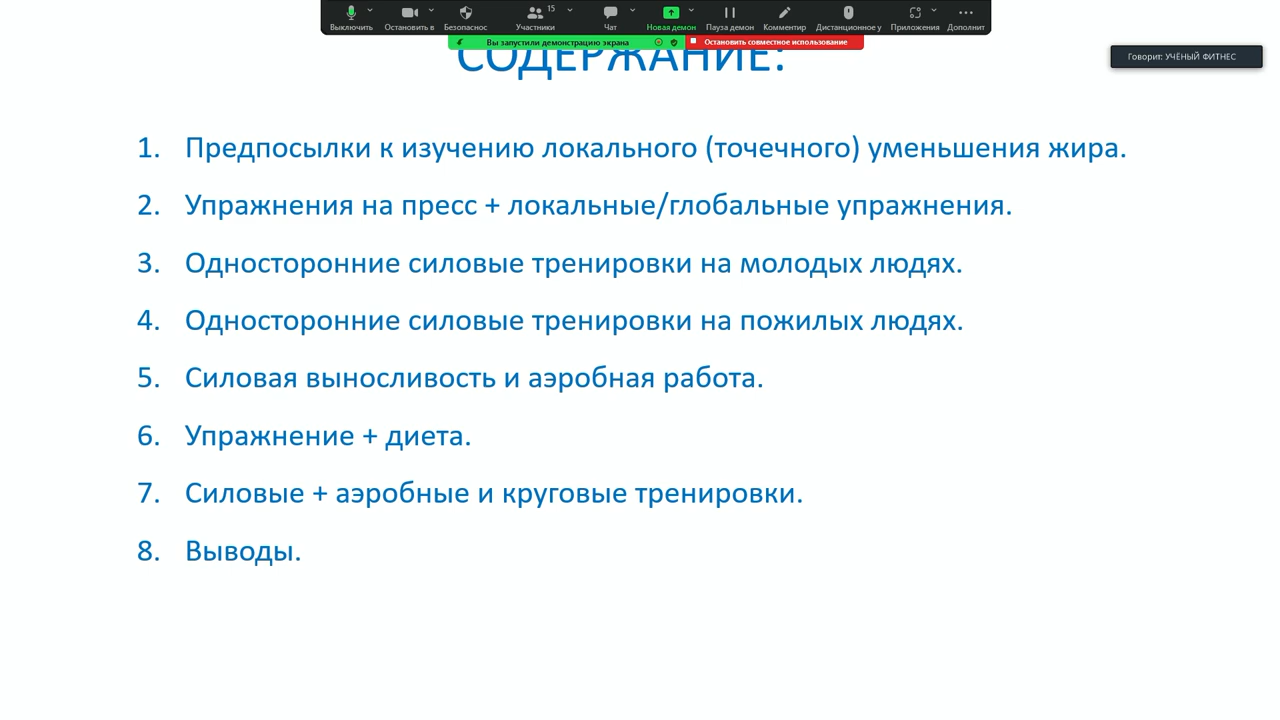 15
Выключить
Остановить в
Безопаснос
Участники
Чат
Новая демон
Пауза демон
Комментир
Дистанционное у
Приложения
Дополнит
Вы запустили демонстрацию экрана
Остановить совместное использование
Говорит: УЧЁНЫЙ ФИТНЕС
СОДЕРЖАНИЕ:
1. Предпосылки к изучению локального (точечного) уменьшения жира.
2. Упражнения на пресс + локальные/глобальные упражнения.
3. Односторонние силовые тренировки на молодых людях.
4. Односторонние силовые тренировки на пожилых людях.
5. Силовая выносливость и аэробная работа.
6. Упражнение + диета.
7. Силовые + аэробные и круговые тренировки.
8. Выводы.